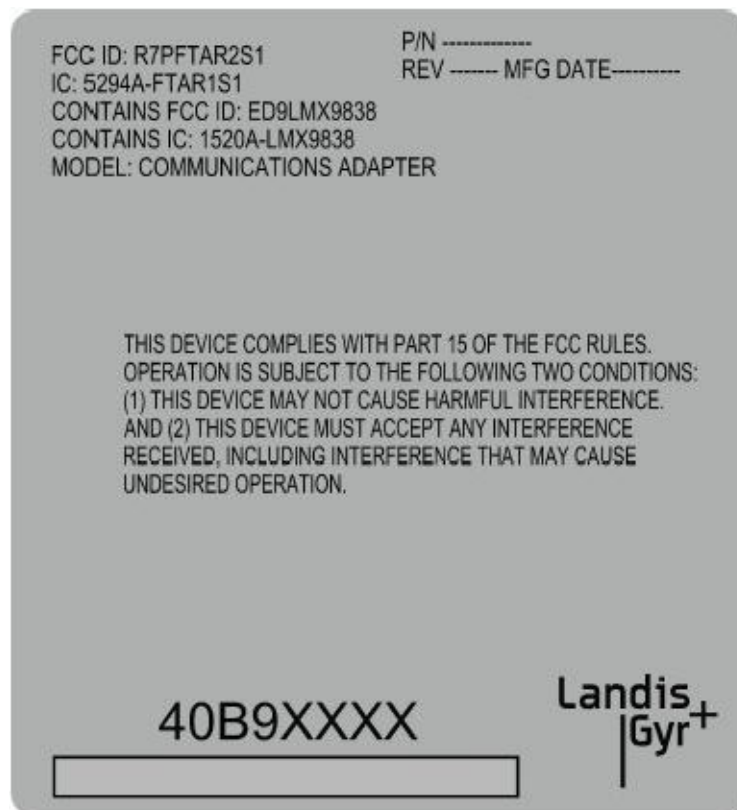 FCC ID: R7PFTAR2S1
IC: 5294A-FTAR1S1
CONTAINS FCC ID: ED9LMX9838
CONTAINS IC: 1520A-LMX9838
MODEL: COMMUNICATIONS ADAPTER
P/N -------------
REV ------- MFG DATE----------
THIS DEVICE COMPLIES WITH PART 15 OF THE FCC RULES.
OPERATION IS SUBJECT TO THE FOLLOWING TWO CONDITIONS:
(1) THIS DEVICE MAY NOT CAUSE HARMFUL INTERFERENCE.
AND (2) THIS DEVICE MUST ACCEPT ANY INTERFERENCE
RECEIVED, INCLUDING INTERFERENCE THAT MAY CAUSE
UNDESIRED OPERATION.
40B9XXXX
Landis
Gyr+